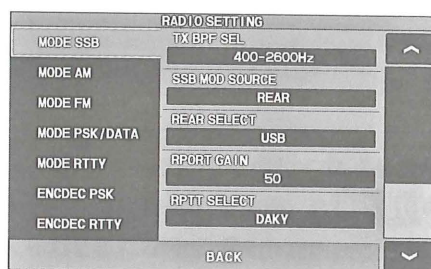 RADIO SETTING
MODE SSB
MODE AM
MODE FM
MODE PSK/DATA
MODE RTTY
ENCDEC PSK
ENCDEC RTTY
TX BPF SEL
400-2600Hz
SSB MOD SOURCE
REAR
REAR SELECT
USB
RPORT GAIN
50
RPTT SELECT
DAKY
BACK